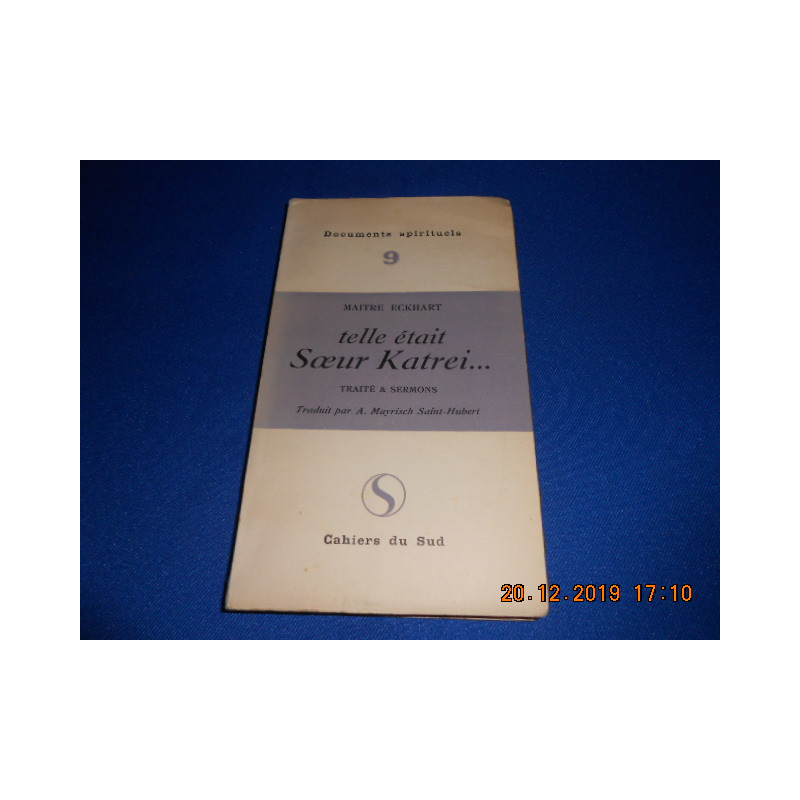 Documents spirituels
9
MAITRE ECKHART
telle était
Sœur Katrei...
TRAITÉ & SERMONS
Traduit par A. Mayrisch Saint-Hubert
S
Cahiers du Sud
20.12.2019 17:10